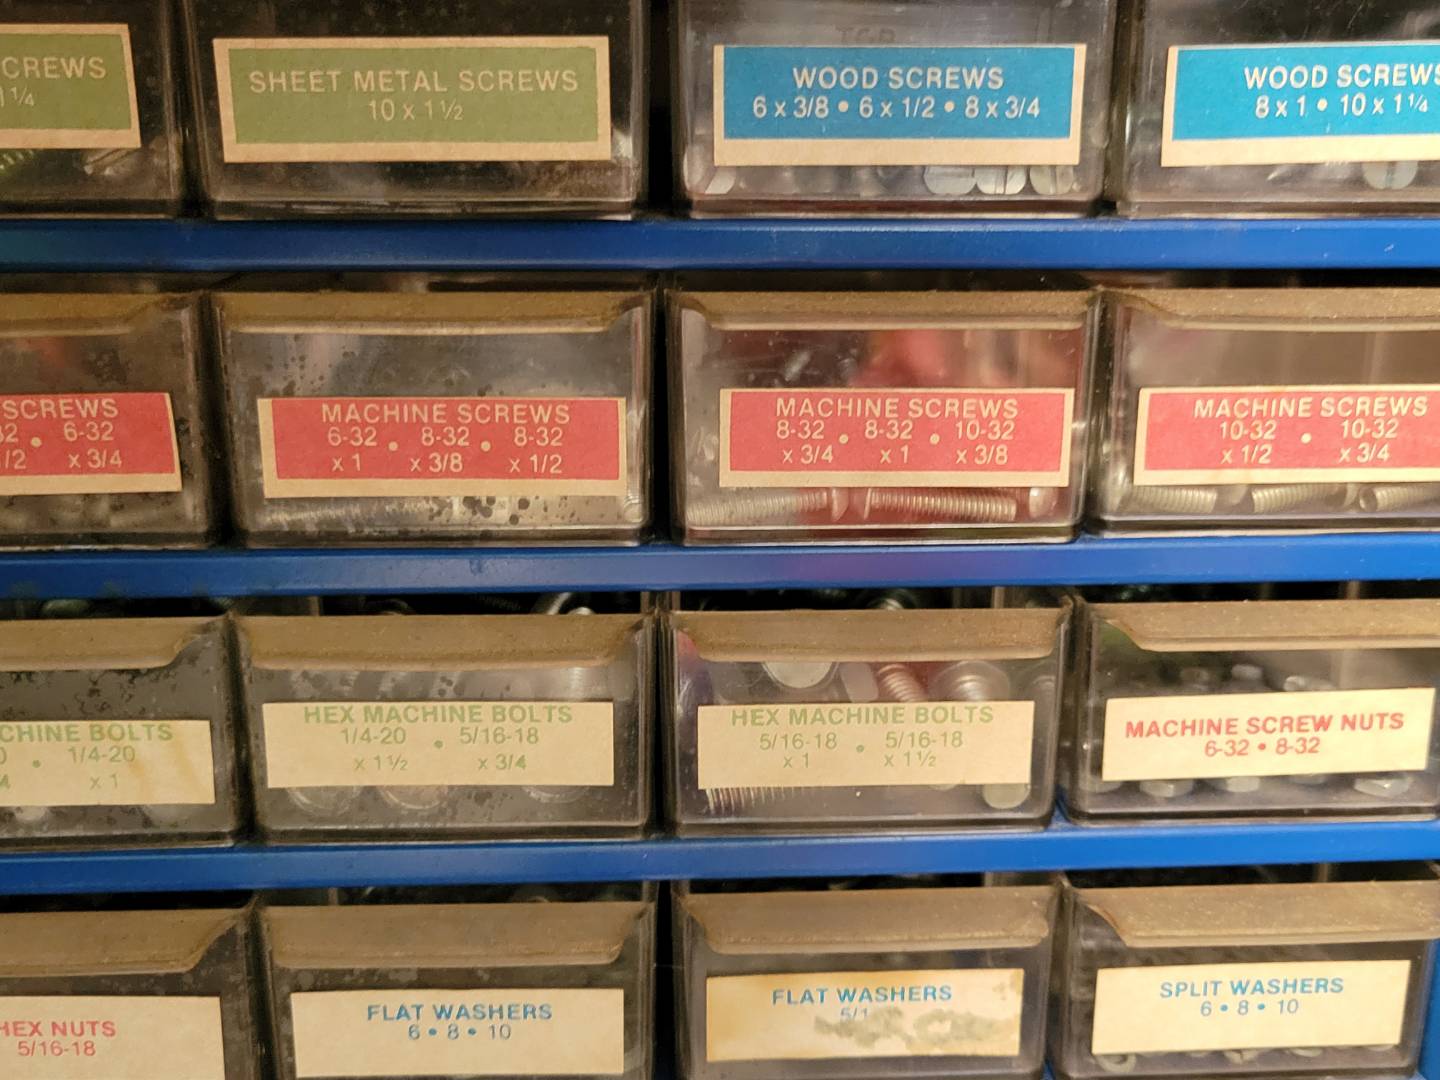 CREWS
1¼
SHEET METAL SCREWS
10 x 1½
WOOD SCREWS
6 x 3/8 • 6 x 1/2 • 8 x 3/4
WOOD SCREWS
8 x 1 • 10 x 1¼
SCREWS
32 • 6-32
/2 x 3/4
MACHINE SCREWS
6-32 • 8-32 • 8-32
x 1 x 3/8 x 1/2
MACHINE SCREWS
8-32 • 8-32 • 10-32
x 3/4 x 1 x 3/8
MACHINE SCREWS
10-32 • 10-32
x 1/2 x 3/4
CHINE BOLTS
0 • 1/4-20
4 x 1
HEX MACHINE BOLTS
1/4-20 • 5/16-18
x 1½ x 3/4
HEX MACHINE BOLTS
5/16-18 • 5/16-18
x 1 x 1½
MACHINE SCREW NUTS
6-32 • 8-32
HEX NUTS
5/16-18
FLAT WASHERS
6 • 8 • 10
FLAT WASHERS
5/1
SPLIT WASHERS
6 • 8 • 10